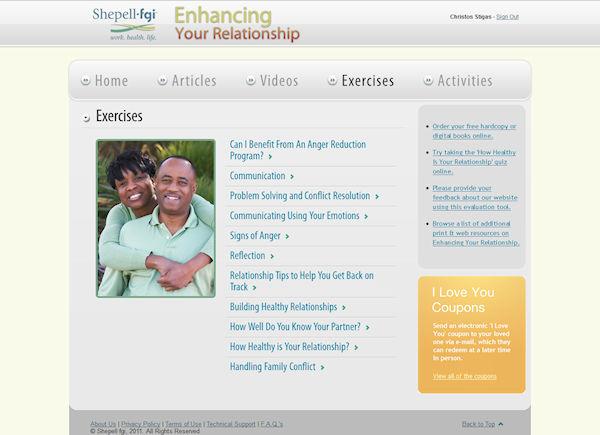 Shepell·fgi
work. health. life.
Enhancing
Your Relationship
Christos Stigas - Sign Out
Home
Articles
Videos
Exercises
Activities
Exercises
Can I Benefit From An Anger Reduction
Program?
Communication
Problem Solving and Conflict Resolution
Communicating Using Your Emotions
Signs of Anger
Reflection
Relationship Tips to Help You Get Back on
Track
Building Healthy Relationships
How Well Do You Know Your Partner?
How Healthy is Your Relationship?
Handling Family Conflict
Order your free hardcopy or
digital books online.
Try taking the 'How Healthy
Is Your Relationship' quiz
online.
Please provide your
feedback about our website
using this evaluation tool.
Browse a list of additional
print & web resources on
Enhancing Your Relationship.
I Love You
Coupons
Send an electronic 'I Love
You' coupon to your loved
one via e-mail, which they
can redeem at a later time
in person.
View all of the coupons
About Us | Privacy Policy | Terms of Use | Technical Support | F.A.Q.'s
© Shepell fgi, 2011. All Rights Reserved
Back to Top